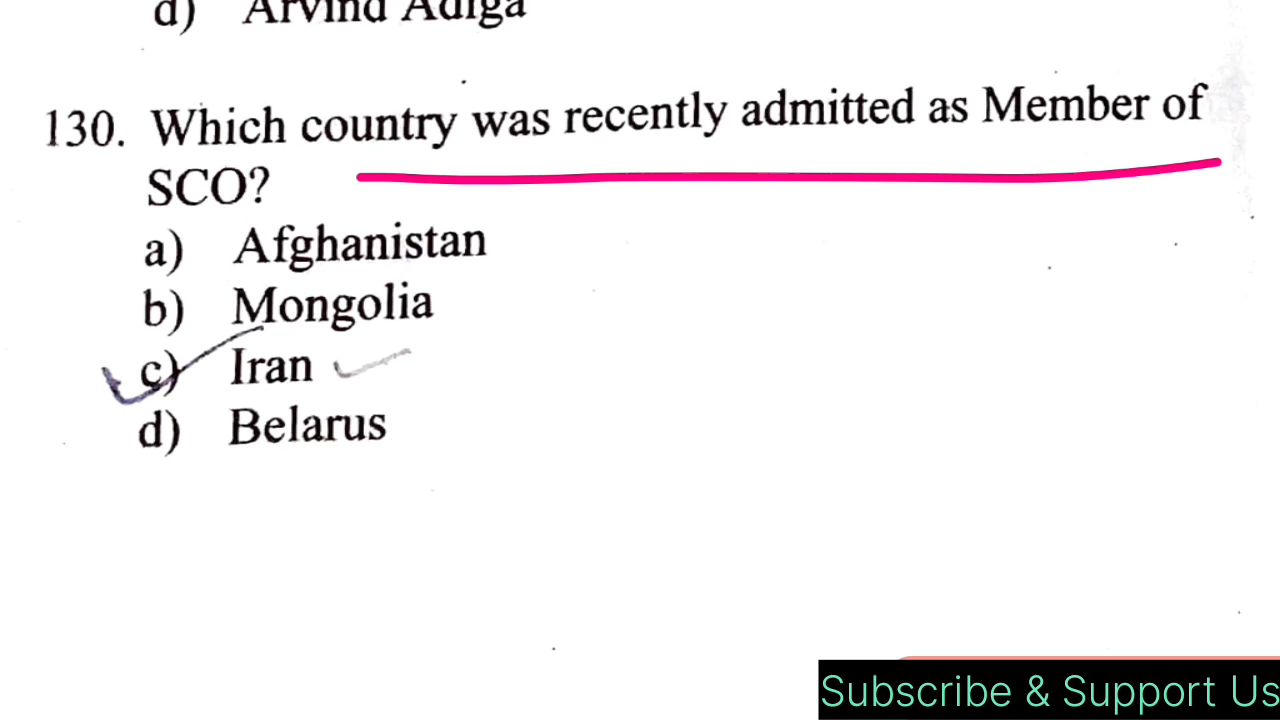 d) Arvind Adiga
130. Which country was recently admitted as Member of
SCO?
a) Afghanistan
b) Mongolia
c) Iran
d) Belarus
Subscribe & Support Us